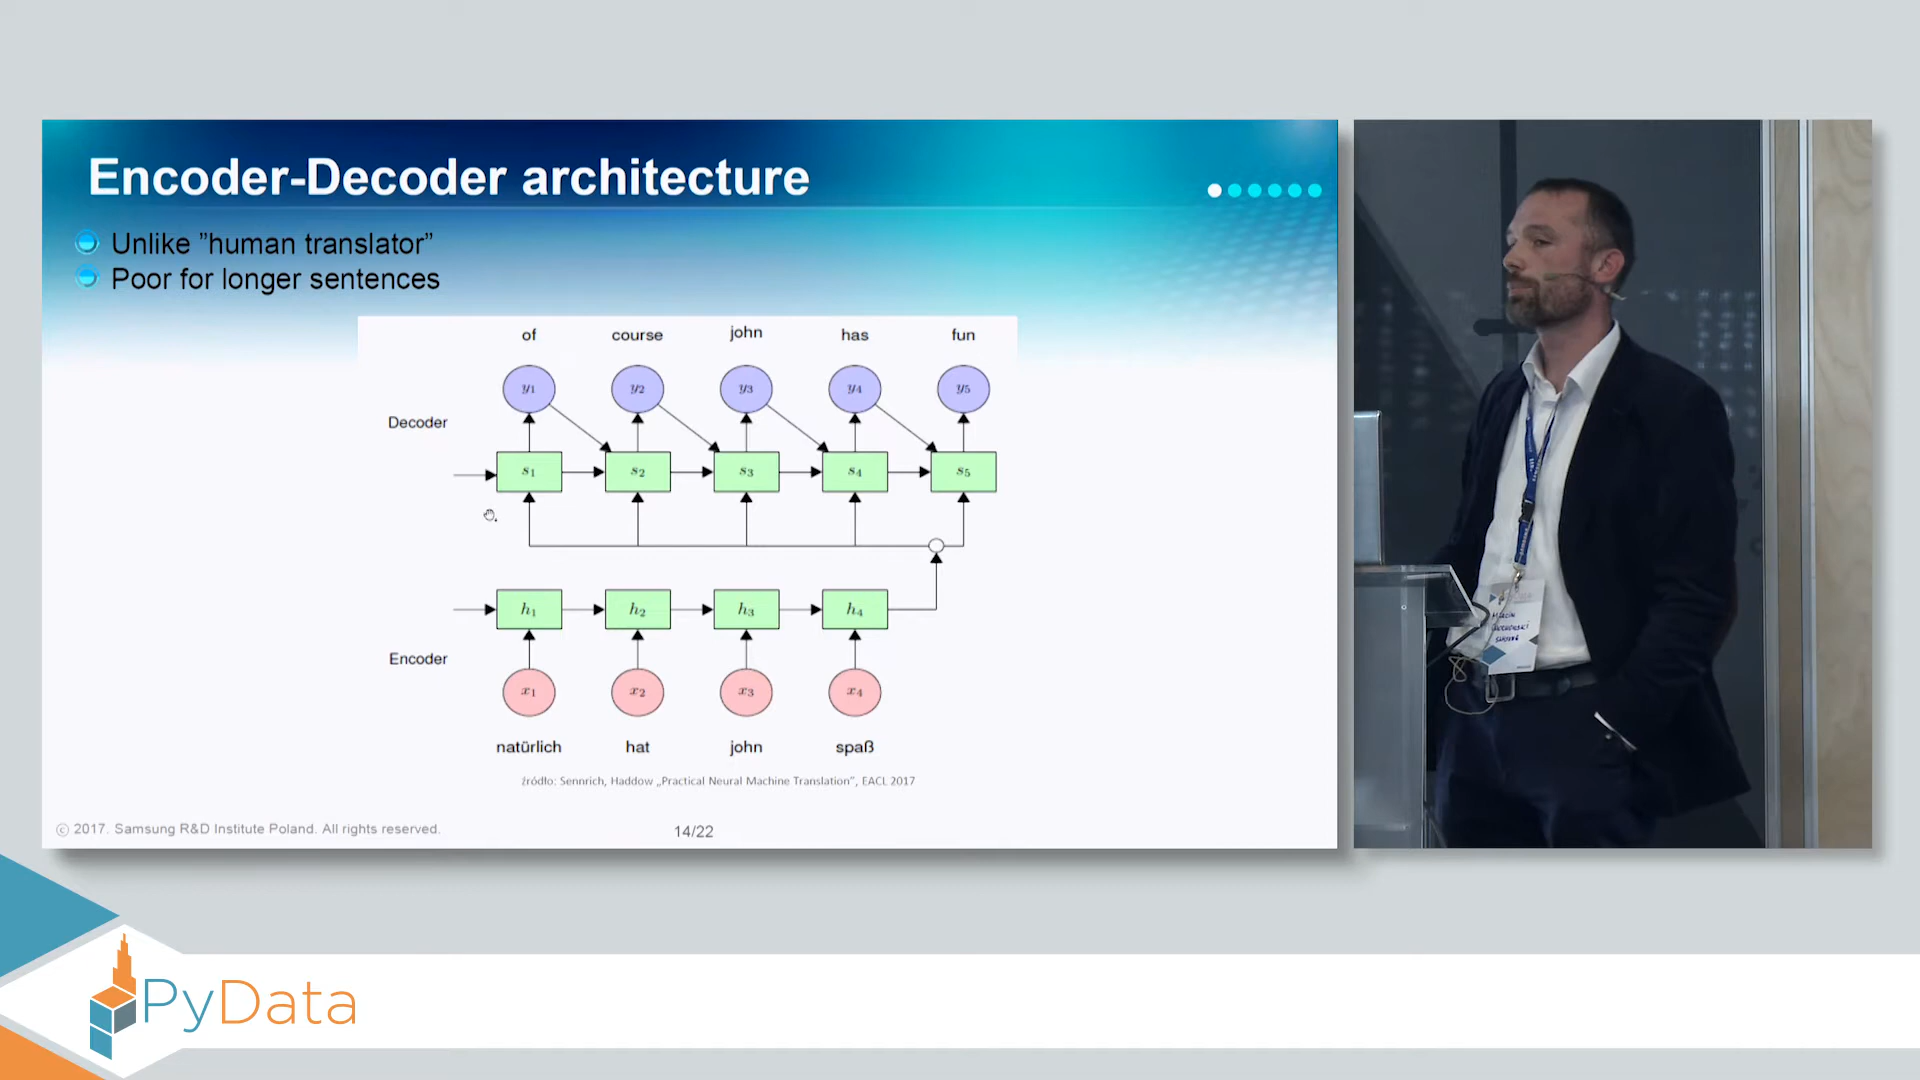 Encoder-Decoder architecture
Unlike ”human translator”
Poor for longer sentences
of course john has fun
y1 y2 y3 y4 y5
Decoder
s1 s2 s3 s4 s5
h1 h2 h3 h4
Encoder
x1 x2 x3 x4
natürlich hat john spaß
źródło: Sennrich, Haddow „Practical Neural Machine Translation”, EACL 2017
© 2017. Samsung R&D Institute Poland. All rights reserved.
14/22
PyData